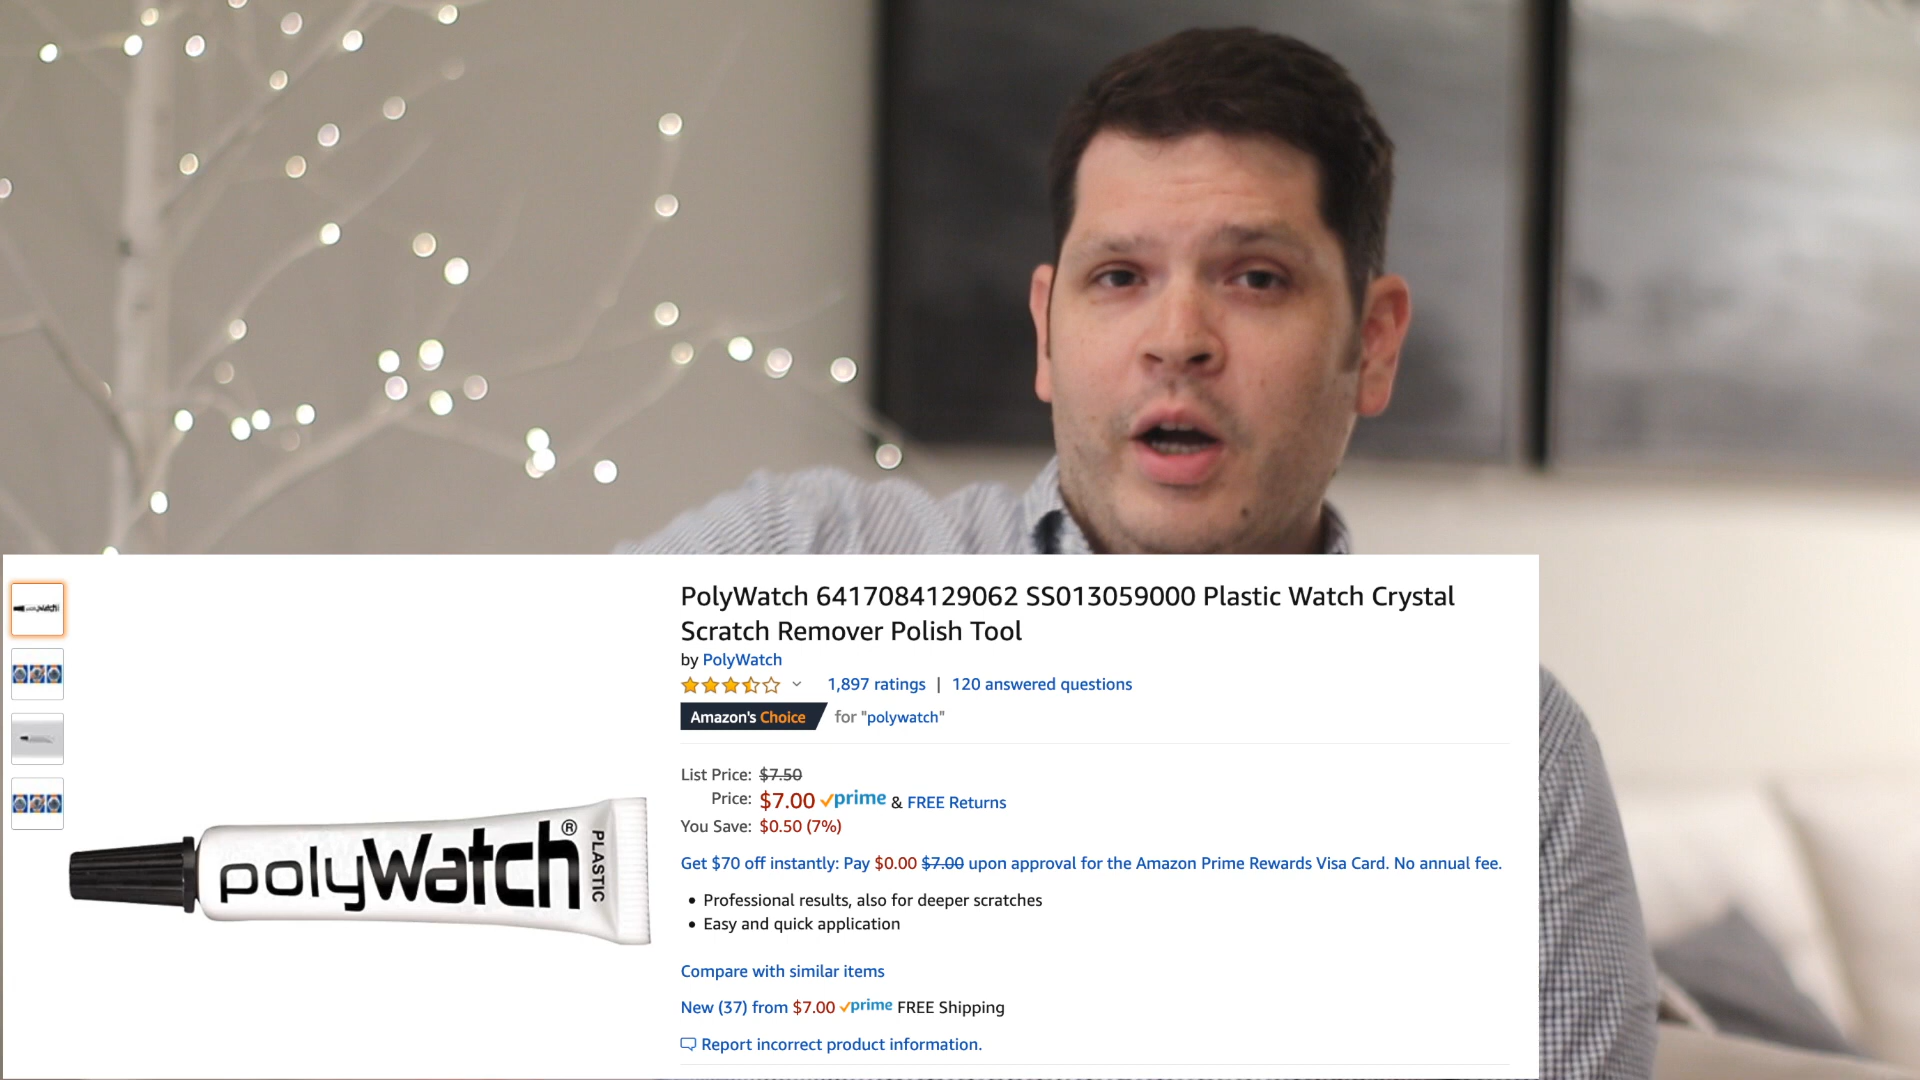 PolyWatch 6417084129062 SS013059000 Plastic Watch Crystal
Scratch Remover Polish Tool
by PolyWatch
1,897 ratings | 120 answered questions
Amazon's Choice for "polywatch"
List Price: $7.50
Price: $7.00 prime & FREE Returns
You Save: $0.50 (7%)
Get $70 off instantly: Pay $0.00 $7.00 upon approval for the Amazon Prime Rewards Visa Card. No annual fee.
• Professional results, also for deeper scratches
• Easy and quick application
Compare with similar items
New (37) from $7.00 prime FREE Shipping
Report incorrect product information.
polyWatch®
PLASTIC